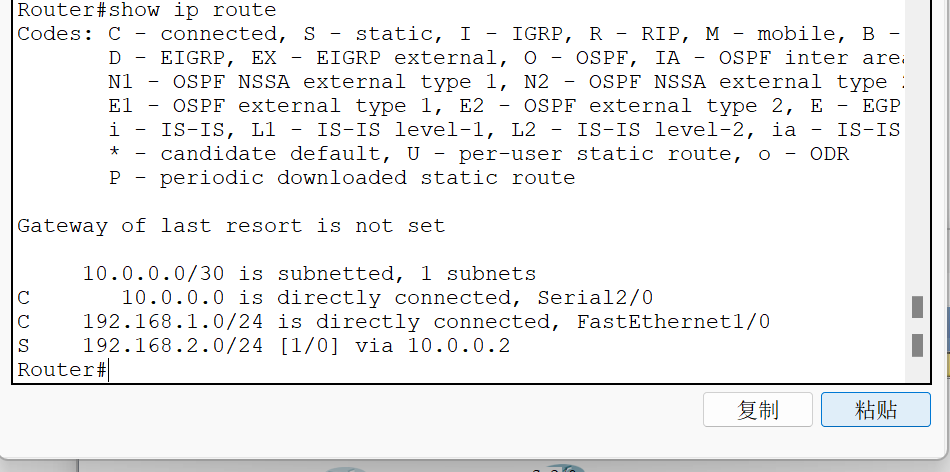 Router#show ip route
Codes: C - connected, S - static, I - IGRP, R - RIP, M - mobile, B -
       D - EIGRP, EX - EIGRP external, O - OSPF, IA - OSPF inter area
       N1 - OSPF NSSA external type 1, N2 - OSPF NSSA external type
       E1 - OSPF external type 1, E2 - OSPF external type 2, E - EGP
       i - IS-IS, L1 - IS-IS level-1, L2 - IS-IS level-2, ia - IS-IS
       * - candidate default, U - per-user static route, o - ODR
       P - periodic downloaded static route
Gateway of last resort is not set
     10.0.0.0/30 is subnetted, 1 subnets
C       10.0.0.0 is directly connected, Serial2/0
C    192.168.1.0/24 is directly connected, FastEthernet1/0
S    192.168.2.0/24 [1/0] via 10.0.0.2
Router#
复制 粘贴